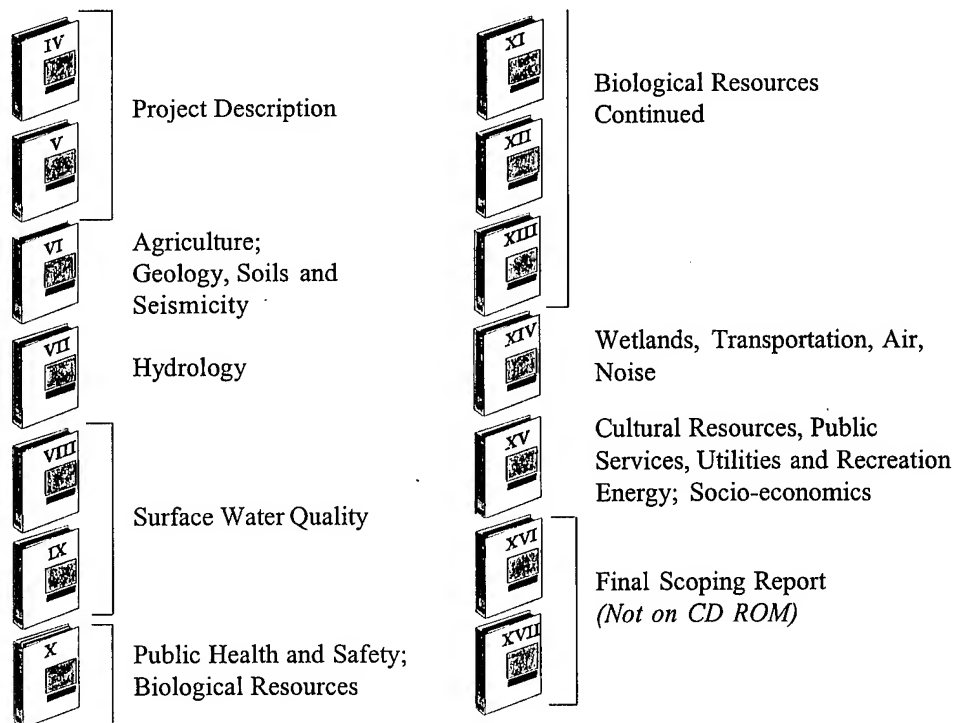 IV
Project Description
V
VI
Agriculture;
Geology, Soils and
Seismicity
VII
Hydrology
VIII
Surface Water Quality
IX
X
Public Health and Safety;
Biological Resources
XI
Biological Resources
Continued
XII
XIII
XIV
Wetlands, Transportation, Air,
Noise
XV
Cultural Resources, Public
Services, Utilities and Recreation
Energy; Socio-economics
XVI
Final Scoping Report
(Not on CD ROM)
XVII